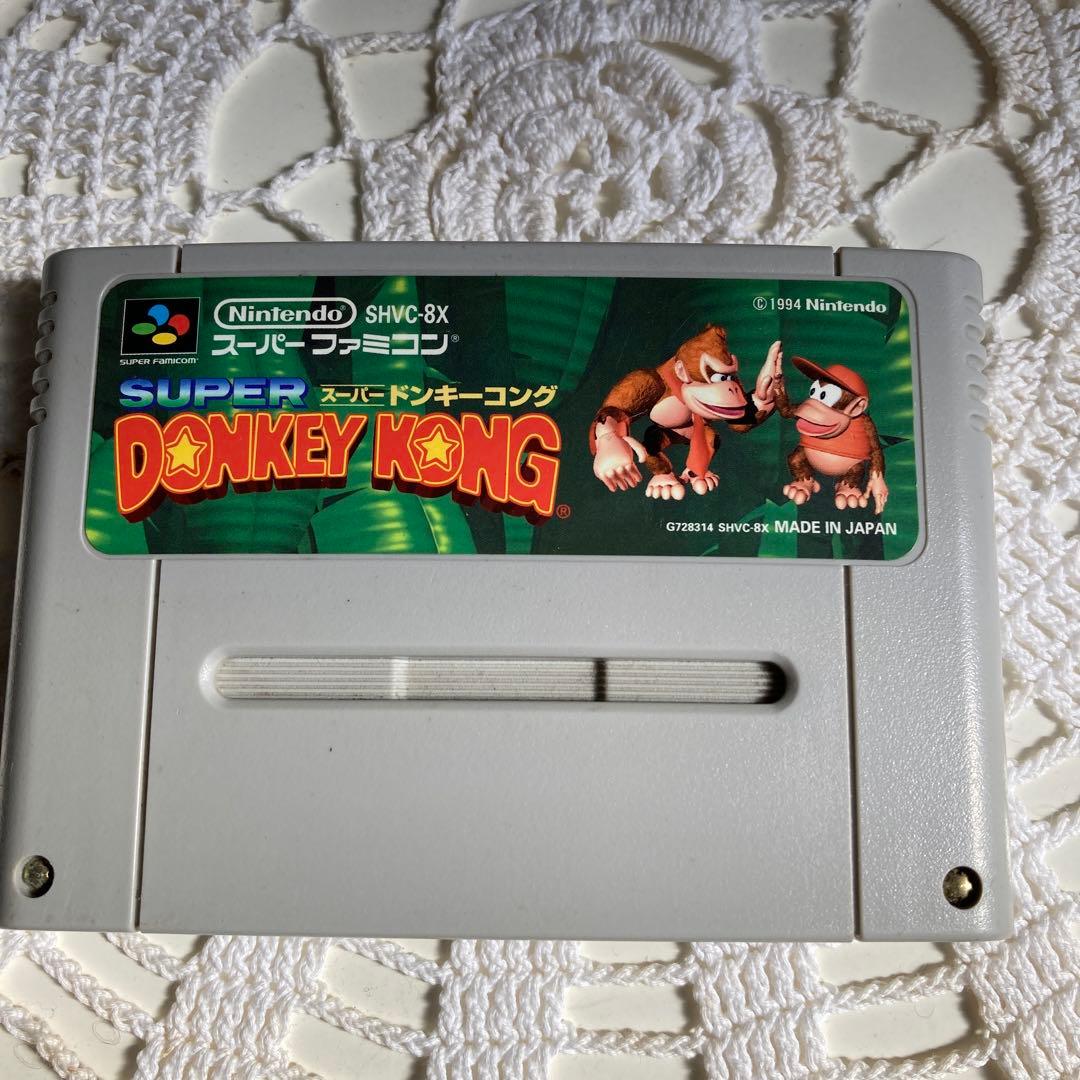 Nintendo SHVC-8X
© 1994 Nintendo
SUPER FAMICOM
スーパーファミコン®
SUPER スーパードンキーコング
DONKEY KONG®
G728314 SHVC-8X MADE IN JAPAN